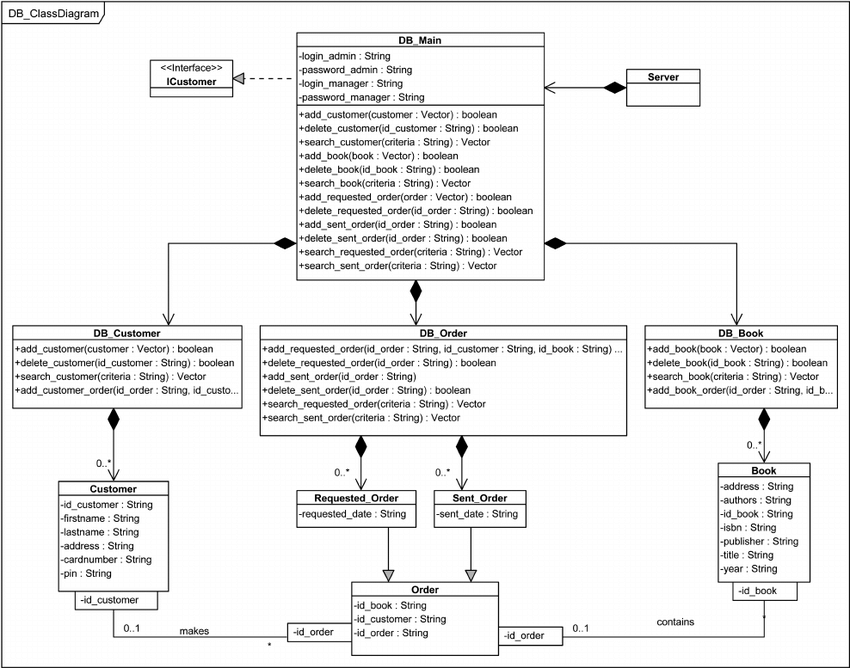 DB_ClassDiagram
<<Interface>>
ICustomer
DB_Main
-login_admin : String
-password_admin : String
-login_manager : String
-password_manager : String
+add_customer(customer : Vector) : boolean
+delete_customer(id_customer : String) : boolean
+search_customer(criteria : String) : Vector
+add_book(book : Vector) : boolean
+delete_book(id_book : String) : boolean
+search_book(criteria : String) : Vector
+add_requested_order(order : Vector) : boolean
+delete_requested_order(id_order : String) : boolean
+add_sent_order(id_order : String) : boolean
+delete_sent_order(id_order : String) : boolean
+search_requested_order(criteria : String) : Vector
+search_sent_order(criteria : String) : Vector
Server
DB_Customer
+add_customer(customer : Vector) : boolean
+delete_customer(id_customer : String) : boolean
+search_customer(criteria : String) : Vector
+add_customer_order(id_order : String, id_custo...
DB_Order
+add_requested_order(id_order : String, id_customer : String, id_book : String) ...
+delete_requested_order(id_order : String) : boolean
+add_sent_order(id_order : String)
+delete_sent_order(id_order : String) : boolean
+search_requested_order(criteria : String) : Vector
+search_sent_order(criteria : String) : Vector
DB_Book
+add_book(book : Vector) : boolean
+delete_book(id_book : String) : boolean
+search_book(criteria : String) : Vector
+add_book_order(id_order : String, id_b...
0..*
0..*
0..*
0..*
Customer
-id_customer : String
-firstname : String
-lastname : String
-address : String
-cardnumber : String
-pin : String
-id_customer
Requested_Order
-requested_date : String
Sent_Order
-sent_date : String
Book
-address : String
-authors : String
-id_book : String
-isbn : String
-publisher : String
-title : String
-year : String
-id_book
Order
-id_book : String
-id_customer : String
-id_order : String
0..1
makes
*
-id_order
-id_order
0..1
contains
*